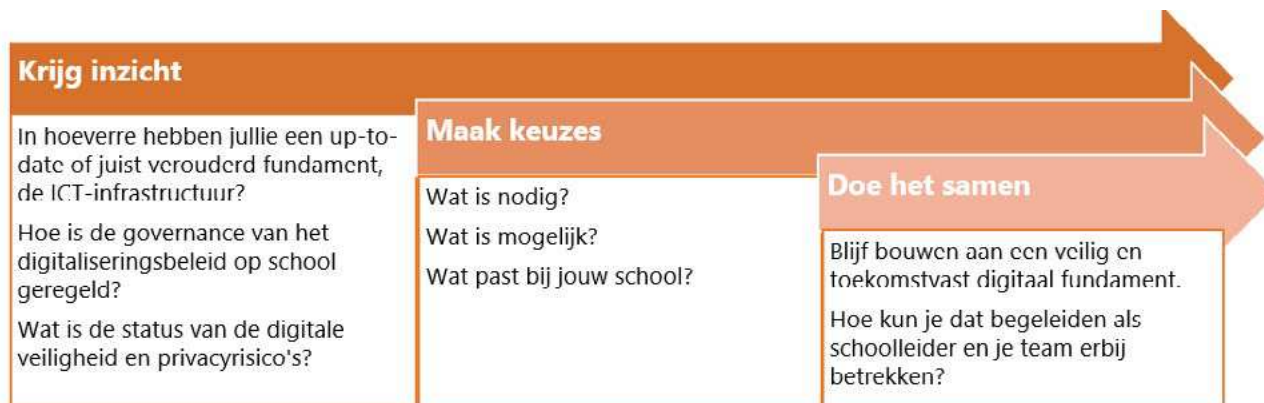 Krijg inzicht
In hoeverre hebben jullie een up-to-
date of juist verouderd fundament,
de ICT-infrastructuur?
Hoe is de governance van het
digitaliseringsbeleid op school
geregeld?
Wat is de status van de digitale
veiligheid en privacyrisico's?
Maak keuzes
Wat is nodig?
Wat is mogelijk?
Wat past bij jouw school?
Doe het samen
Blijf bouwen aan een veilig en
toekomstvast digitaal fundament.
Hoe kun je dat begeleiden als
schoolleider en je team erbij
betrekken?